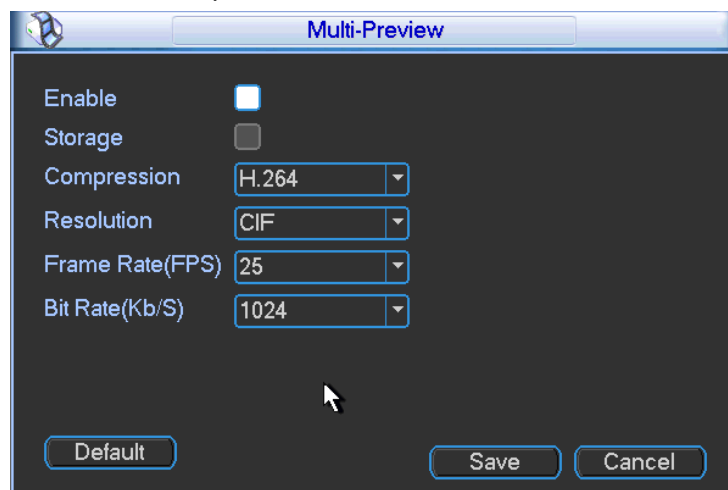 Multi-Preview
Enable
Storage
Compression H.264
Resolution CIF
Frame Rate(FPS) 25
Bit Rate(Kb/S) 1024
Default Save Cancel